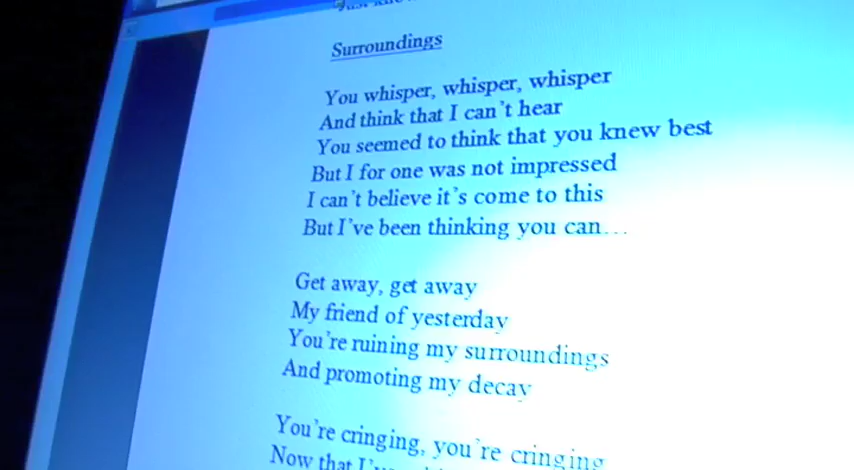 Surroundings
You whisper, whisper, whisper
And think that I can't hear
You seemed to think that you knew best
But I for one was not impressed
I can't believe it's come to this
But I've been thinking you can...
Get away, get away
My friend of yesterday
You're ruining my surroundings
And promoting my decay
You're cringing, you're cringing
Now that I've